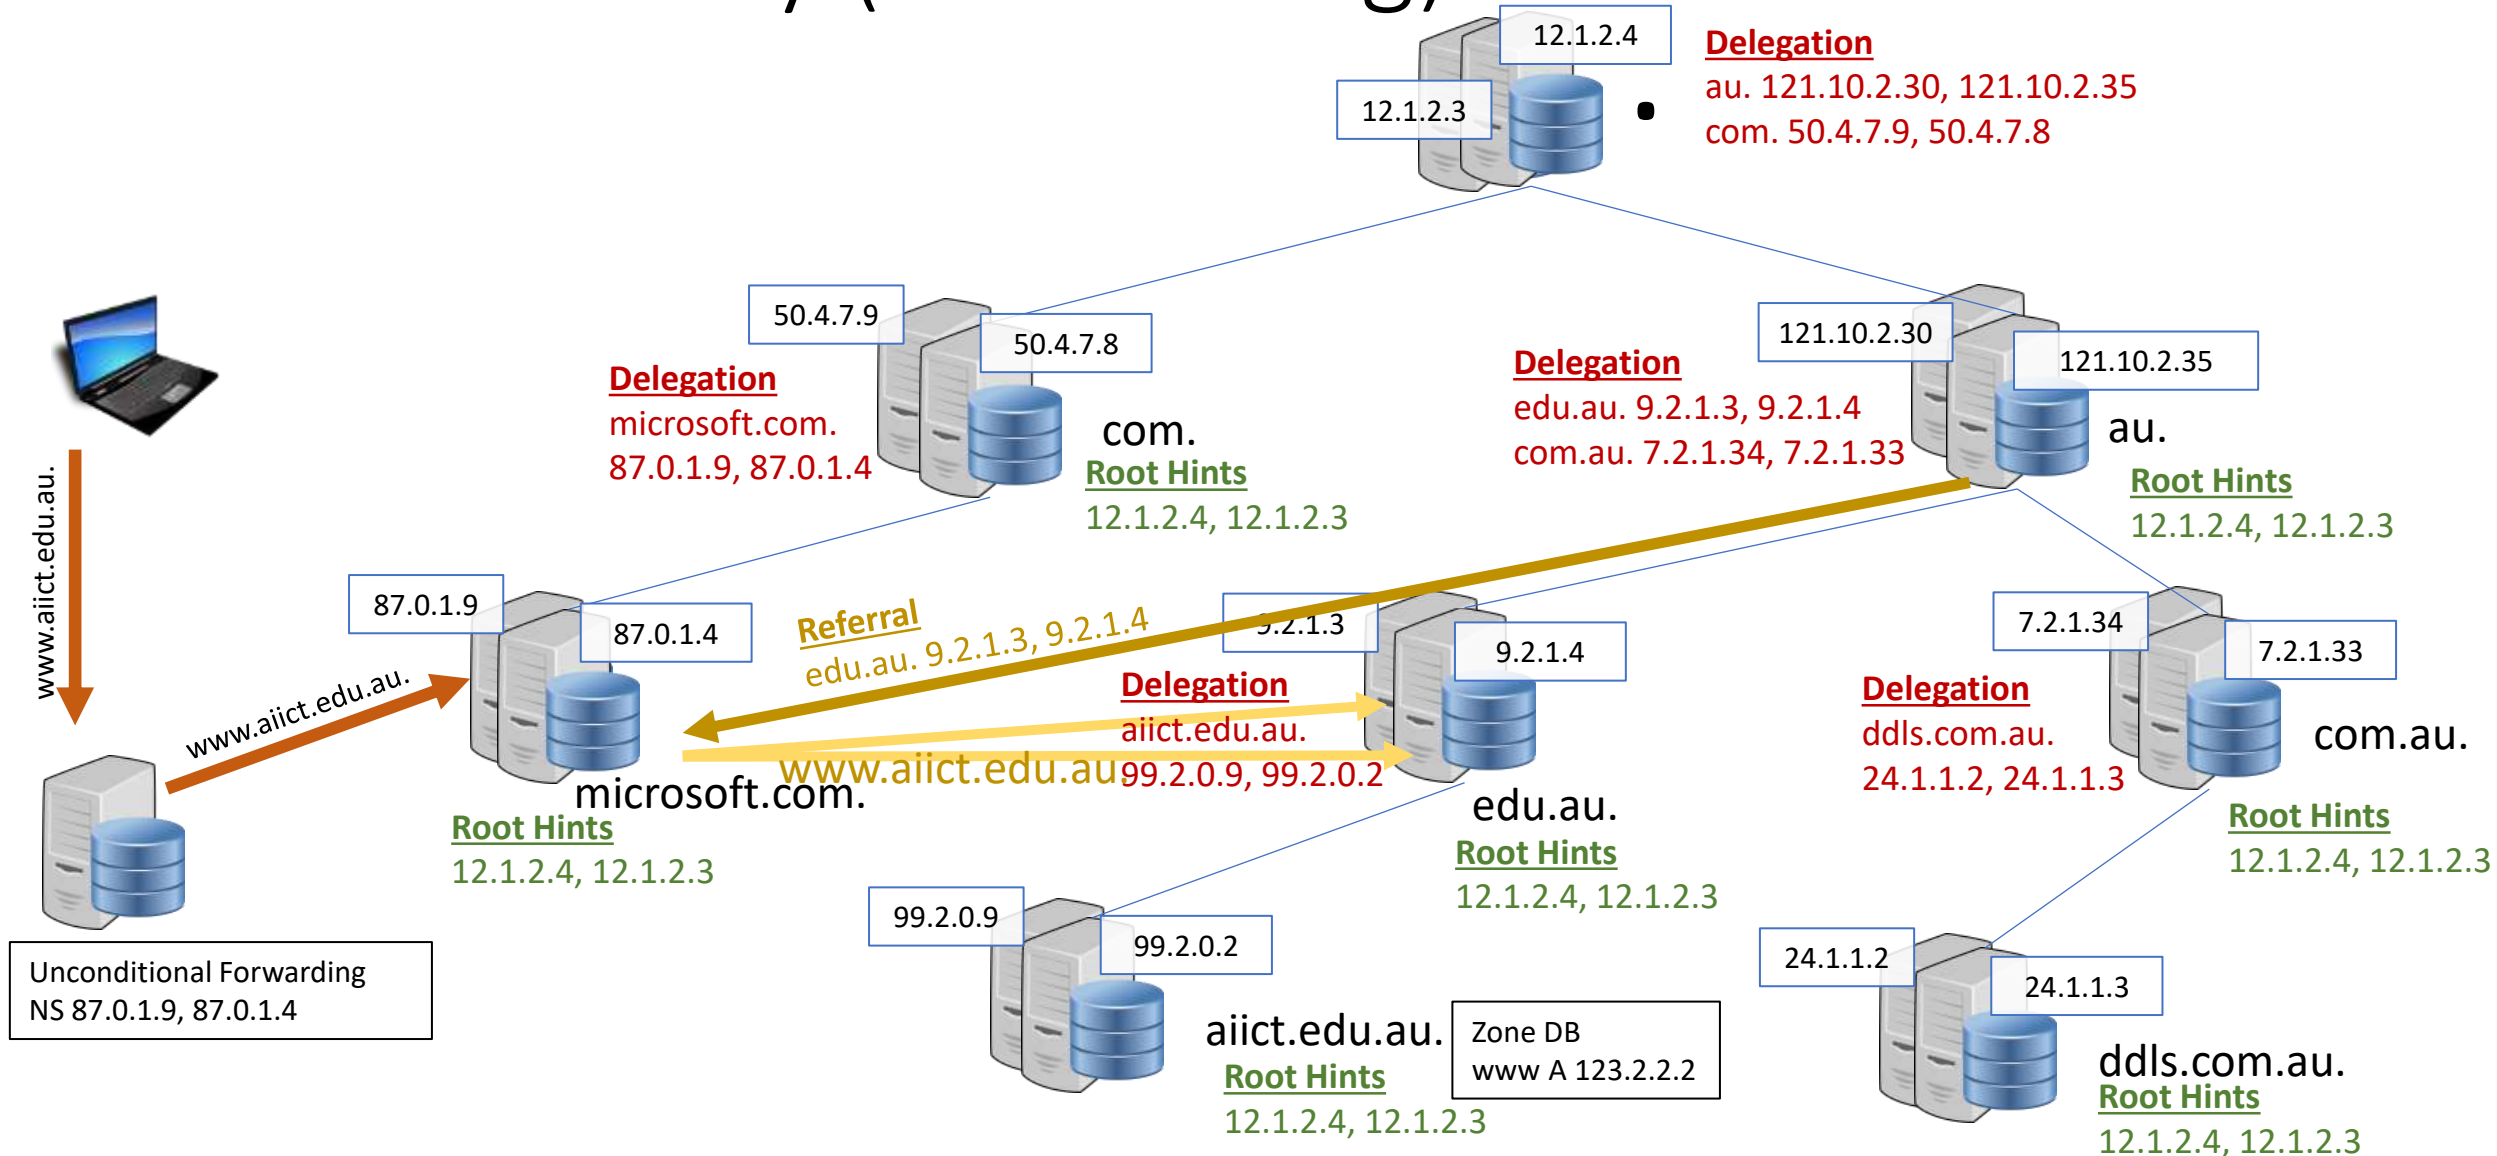 12.1.2.4
12.1.2.3
.
Delegation
au. 121.10.2.30, 121.10.2.35
com. 50.4.7.9, 50.4.7.8
50.4.7.9
50.4.7.8
Delegation
microsoft.com.
87.0.1.9, 87.0.1.4
com.
Root Hints
12.1.2.4, 12.1.2.3
121.10.2.30
121.10.2.35
Delegation
edu.au. 9.2.1.3, 9.2.1.4
com.au. 7.2.1.34, 7.2.1.33
au.
Root Hints
12.1.2.4, 12.1.2.3
www.aiict.edu.au.
www.aiict.edu.au.
87.0.1.9
87.0.1.4
microsoft.com.
Root Hints
12.1.2.4, 12.1.2.3
Referral
edu.au. 9.2.1.3, 9.2.1.4
www.aiict.edu.au.
9.2.1.3
9.2.1.4
Delegation
aiict.edu.au.
99.2.0.9, 99.2.0.2
edu.au.
Root Hints
12.1.2.4, 12.1.2.3
7.2.1.34
7.2.1.33
Delegation
ddls.com.au.
24.1.1.2, 24.1.1.3
com.au.
Root Hints
12.1.2.4, 12.1.2.3
Unconditional Forwarding
NS 87.0.1.9, 87.0.1.4
99.2.0.9
99.2.0.2
aiict.edu.au.
Root Hints
12.1.2.4, 12.1.2.3
Zone DB
www A 123.2.2.2
24.1.1.2
24.1.1.3
ddls.com.au.
Root Hints
12.1.2.4, 12.1.2.3